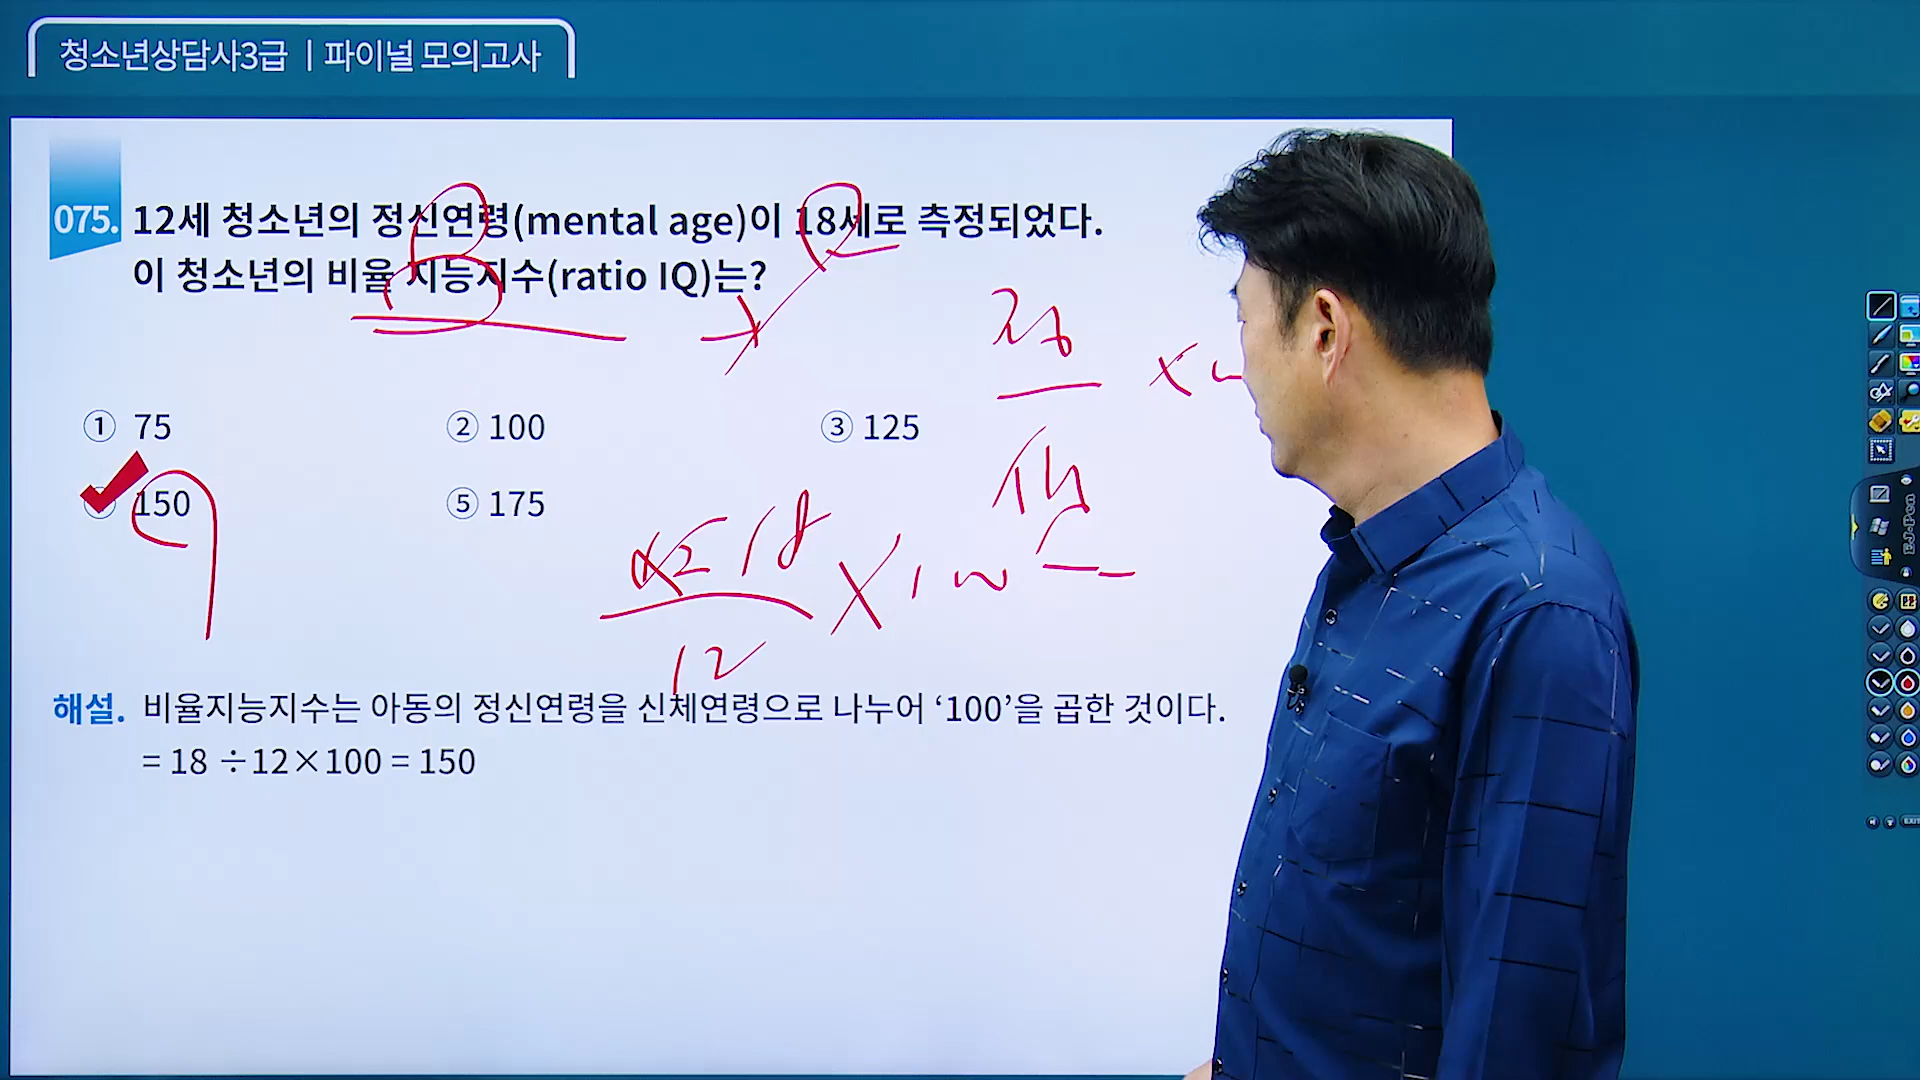 청소년상담사3급 | 파이널 모의고사
075. 12세 청소년의 정신연령(mental age)이 18세로 측정되었다.
이 청소년의 비율 지능지수(ratio IQ)는?
정
×
① 75
② 100
③ 125
150
⑤ 175
18
× 100
12
해설. 비율지능지수는 아동의 정신연령을 신체연령으로 나누어 ‘100’을 곱한 것이다.
= 18 ÷12×100 = 150
EJ-Pen
EXIT